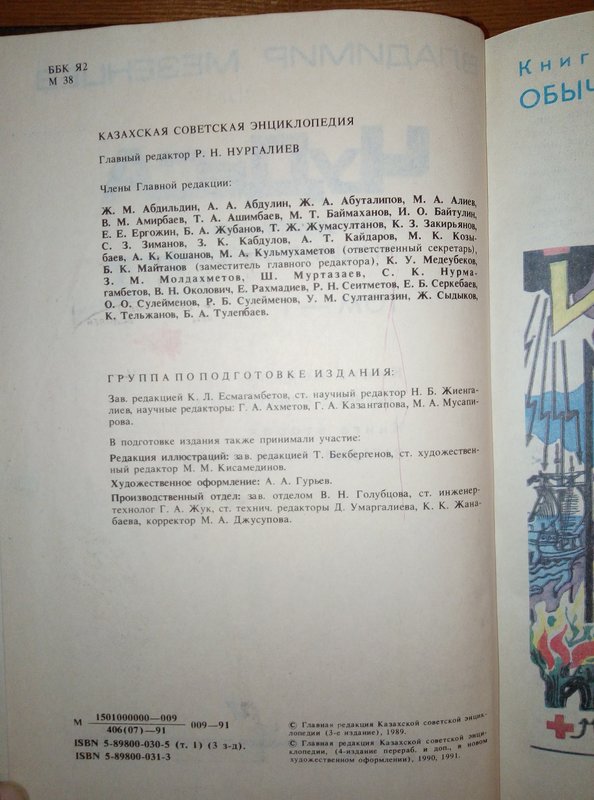 ББК Я2
М 38
КАЗАХСКАЯ СОВЕТСКАЯ ЭНЦИКЛОПЕДИЯ
Главный редактор Р. Н. НУРГАЛИЕВ
Члены Главной редакции:
Ж. М. Абдильдин, А. А. Абдулин, Ж. А. Абуталипов, М. А. Алиев,
В. М. Амирбаев, Т. А. Ашимбаев, М. Т. Баймаханов, И. О. Байтулин,
Е. Е. Ергожин, Б. А. Жубанов, Т. Ж. Жумасултанов, К. З. Закирьянов,
С. З. Зиманов, З. К. Кабдулов, А. Т. Кайдаров, М. К. Козы-
баев, А. К. Кошанов, М. А. Кульмухаметов (ответственный секретарь),
Б. К. Майтанов (заместитель главного редактора), К. У. Медеубеков,
З. М. Молдахметов, Ш. Муртазаев, С. К. Нурма-
гамбетов, В. Н. Околович, Е. Рахмадиев, Р. Н. Сеитметов, Е. Б. Серкебаев,
О. О. Сулейменов, Р. Б. Сулейменов, У. М. Султангазин, Ж. Сыдыков,
К. Тельжанов, Б. А. Тулепбаев.
ГРУППА ПО ПОДГОТОВКЕ ИЗДАНИЯ:
Зав. редакцией К. Л. Есмагамбетов, ст. научный редактор Н. Б. Жиенга-
лиев, научные редакторы: Г. А. Ахметов, Г. А. Казангапова, М. А. Мусапи-
рова.
В подготовке издания также принимали участие:
Редакция иллюстраций: зав. редакцией Т. Бекбергенов, ст. художествен-
ный редактор М. М. Кисамединов.
Художественное оформление: А. А. Гурьев.
Производственный отдел: зав. отделом В. Н. Голубцова, ст. инженер-
технолог Г. А. Жук, ст. технич. редакторы Д. Умаргалиева, К. К. Жана-
баева, корректор М. А. Джусупова.
М 1501000000—009
406(07)—91
009—91
ISBN 5-89800-030-5 (т. 1) (3 з-д).
ISBN 5-89800-031-3
© Главная редакция Казахской советской энцик-
лопедии (3-е издание), 1989.
© Главная редакция Казахской советской энци-
клопедии, (4-издание перераб. и доп., в новом
художественном оформлении), 1990, 1991.
Книг
ОБЫЧ